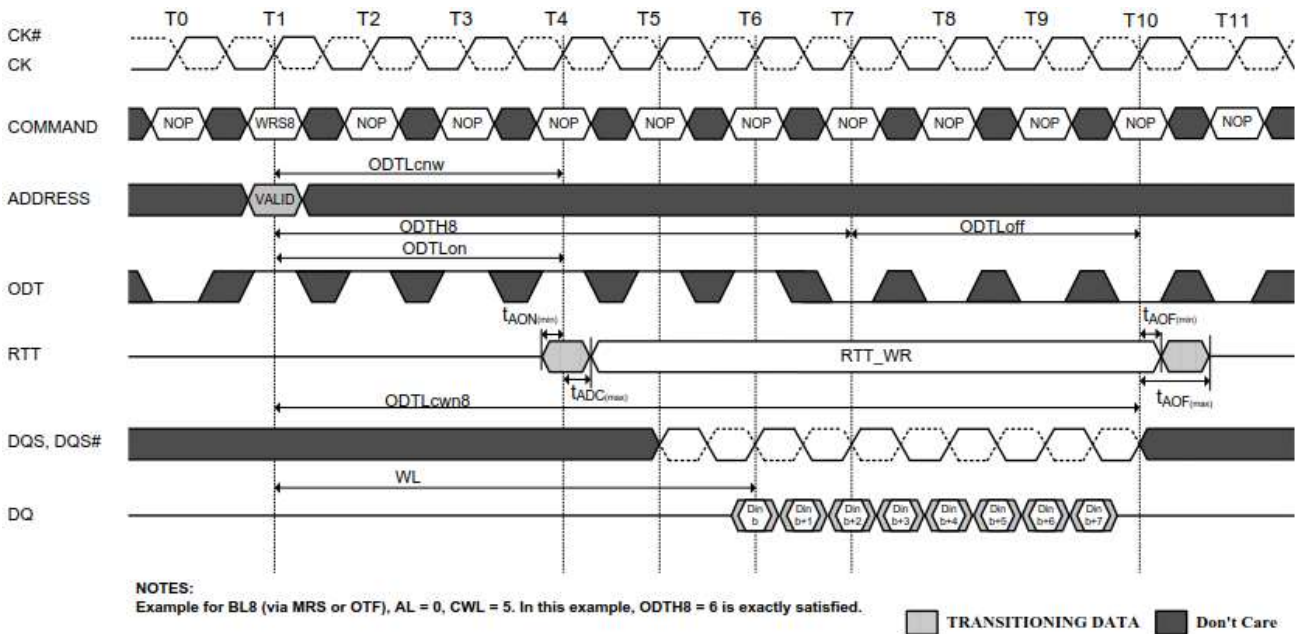 T0 T1 T2 T3 T4 T5 T6 T7 T8 T9 T10 T11
CK#
CK
COMMAND NOP WRS8 NOP NOP NOP NOP NOP NOP NOP NOP NOP NOP
ODTLcnw
ADDRESS VALID
ODTH8 ODTLoff
ODTLon
ODT
tAON(min) tAOF(min)
RTT RTT_WR
tADC(max) tAOF(max)
ODTLcwn8
DQS, DQS#
WL
DQ Din b Din b+1 Din b+2 Din b+3 Din b+4 Din b+5 Din b+6 Din b+7
NOTES:
Example for BL8 (via MRS or OTF), AL = 0, CWL = 5. In this example, ODTH8 = 6 is exactly satisfied.
TRANSITIONING DATA Don't Care